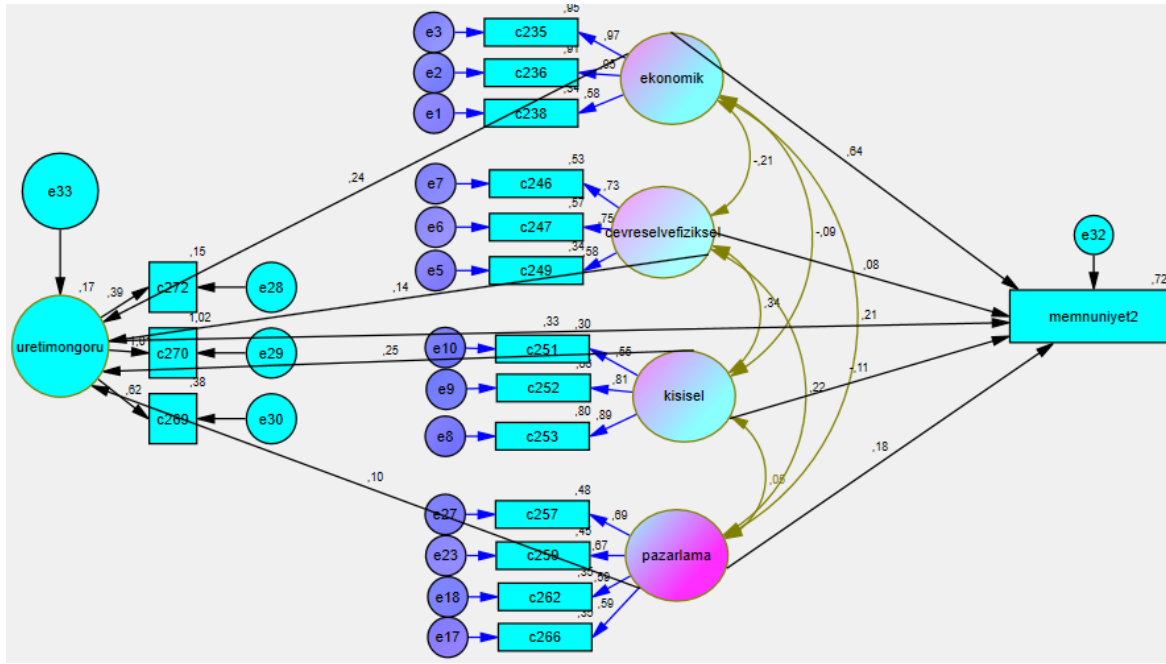 ,95
e3
c235
,97
,91
e2
c236
,95
ekonomik
,34
e1
c238
,58
e33
,24
-,21
,64
,53
e7
c246
,73
,57
e6
c247
,75
cevreselvefiziksel
-,09
e32
,34
e5
c249
,58
,15
,17
,39
c272
e28
,14
,08
,34
,72
memnuniyet2
1,02
uretimongoru
c270
e29
,33
,21
,30
e10
c251
,55
,25
-,11
,22
,62
,38
c269
e30
e9
c252
,81
kisisel
,80
e8
c253
,89
,18
,10
,05
,48
e27
c257
,69
e23
c259
,67
pazarlama
,35
,59
e18
c262
,59
,35
e17
c266